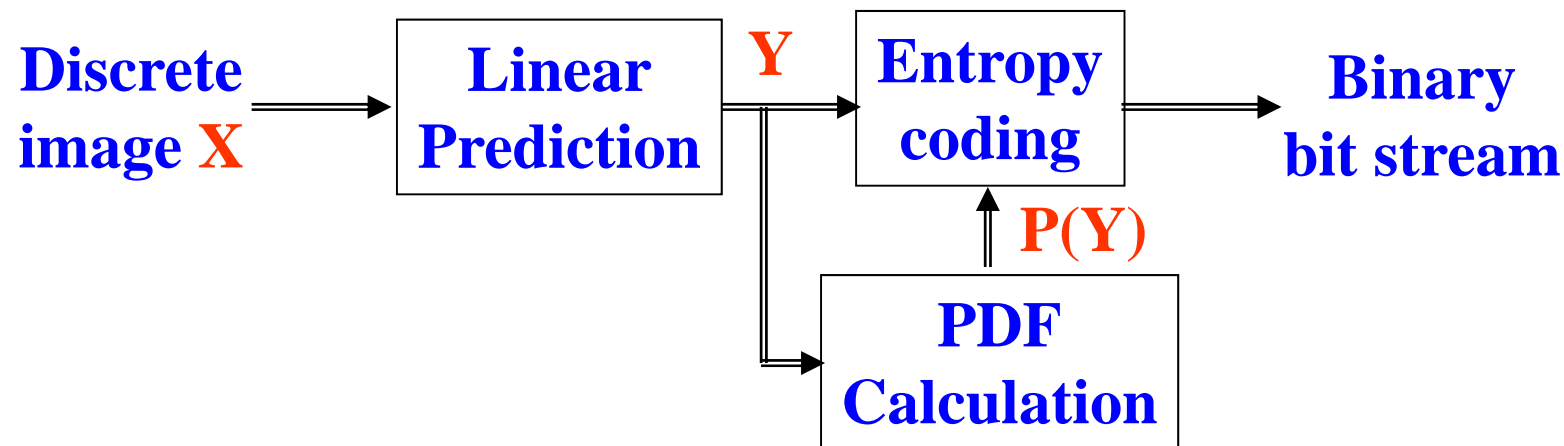 Discrete
image X
Linear
Prediction
Y
Entropy
coding
Binary
bit stream
P(Y)
PDF
Calculation